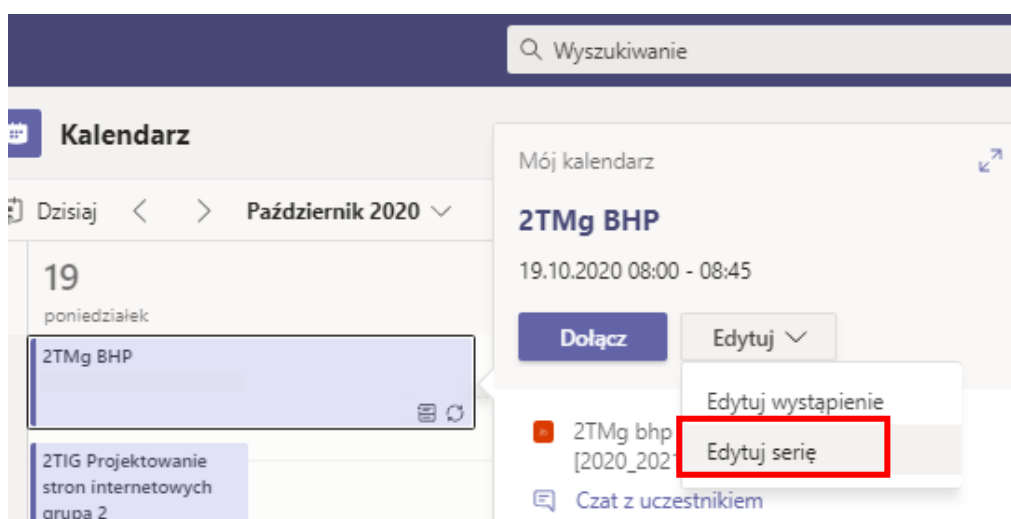 Wyszukiwanie
Kalendarz
Dzisiaj
Październik 2020
19
poniedziałek
2TMg BHP
2TIG Projektowanie
stron internetowych
grupa 2
Mój kalendarz
2TMg BHP
19.10.2020 08:00 - 08:45
Dołącz
Edytuj
Edytuj wystąpienie
Edytuj serię
2TMg bhp
[2020_202
Czat z uczestnikiem